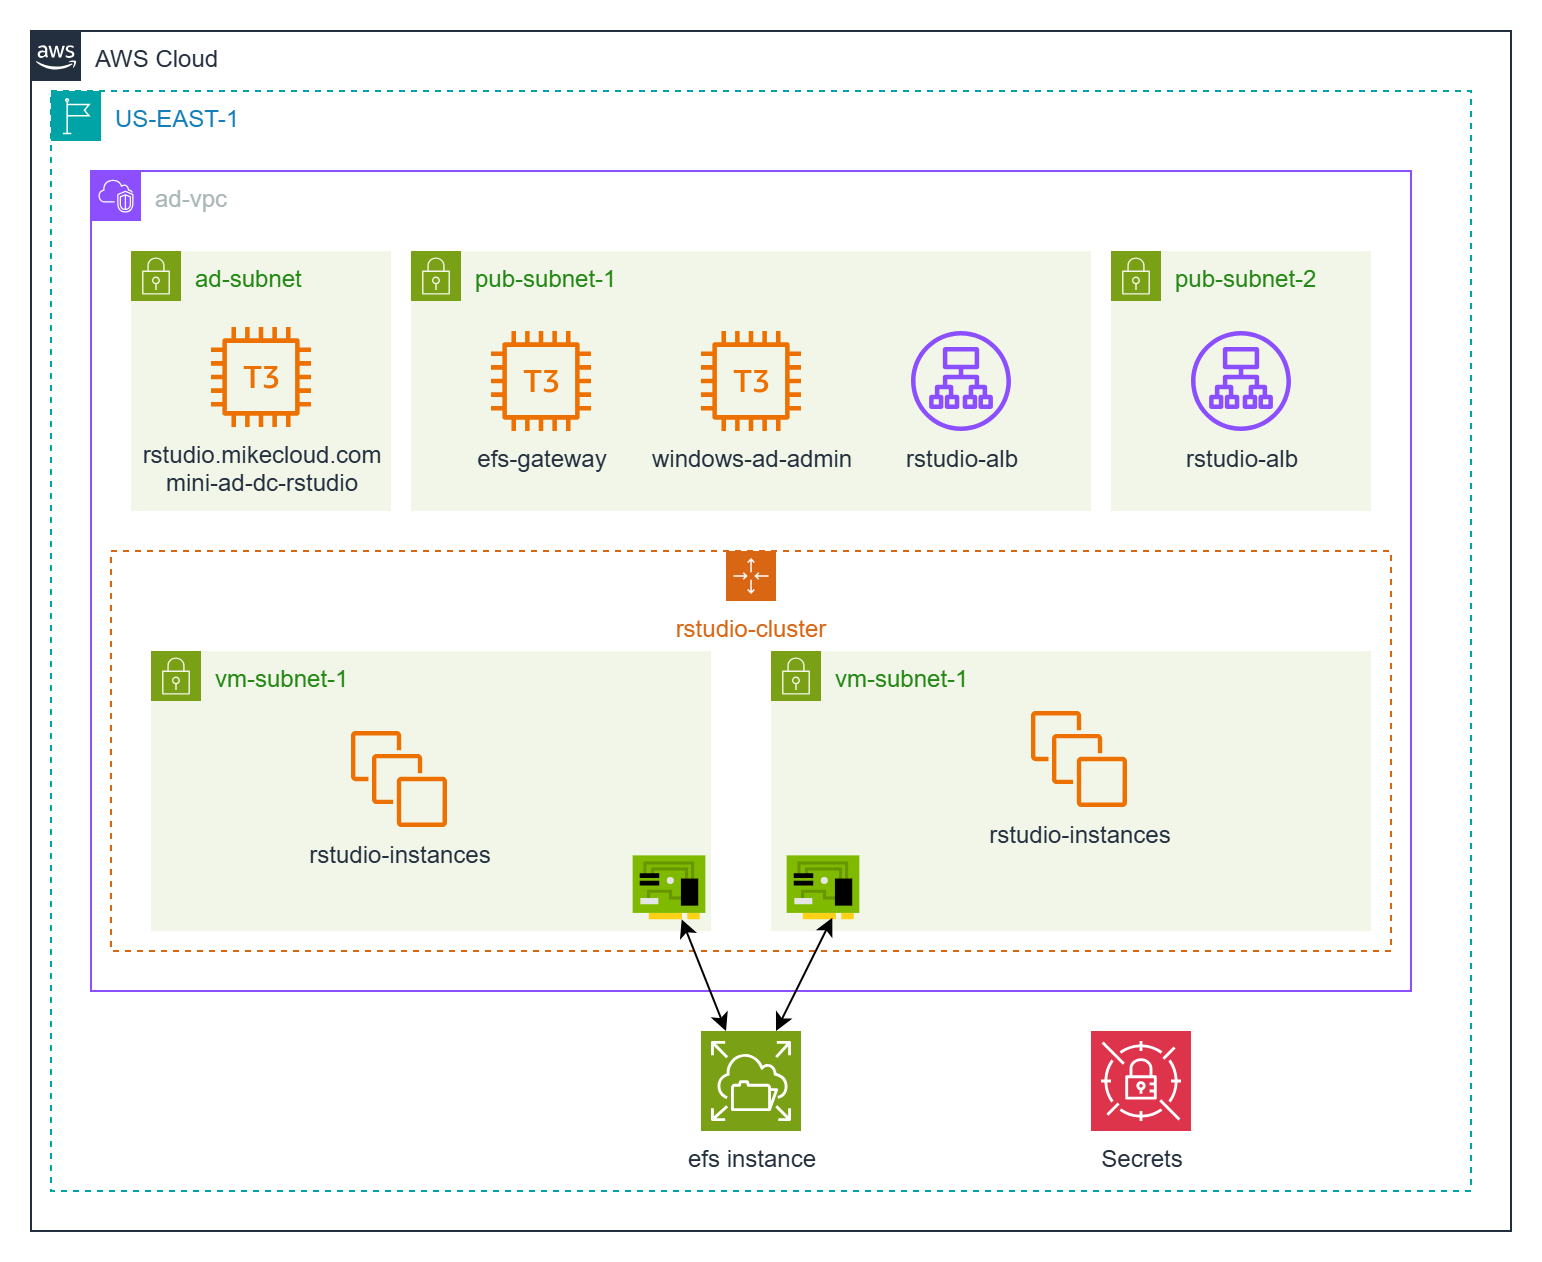 aws
AWS Cloud
US-EAST-1
ad-vpc
ad-subnet
T3
rstudio.mikecloud.com
mini-ad-dc-rstudio
pub-subnet-1
T3
efs-gateway
T3
windows-ad-admin
rstudio-alb
pub-subnet-2
rstudio-alb
rstudio-cluster
vm-subnet-1
rstudio-instances
vm-subnet-1
rstudio-instances
efs instance
Secrets